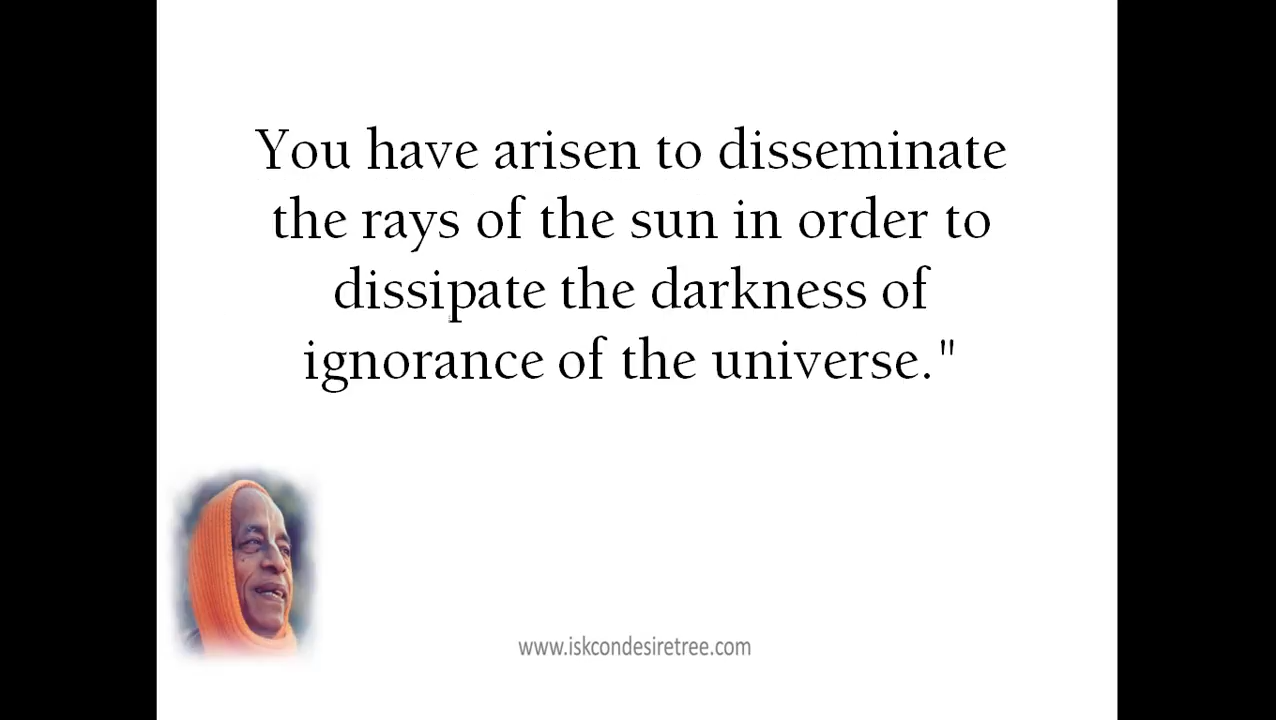 You have arisen to disseminate
the rays of the sun in order to
dissipate the darkness of
ignorance of the universe."
www.iskcondesiretree.com